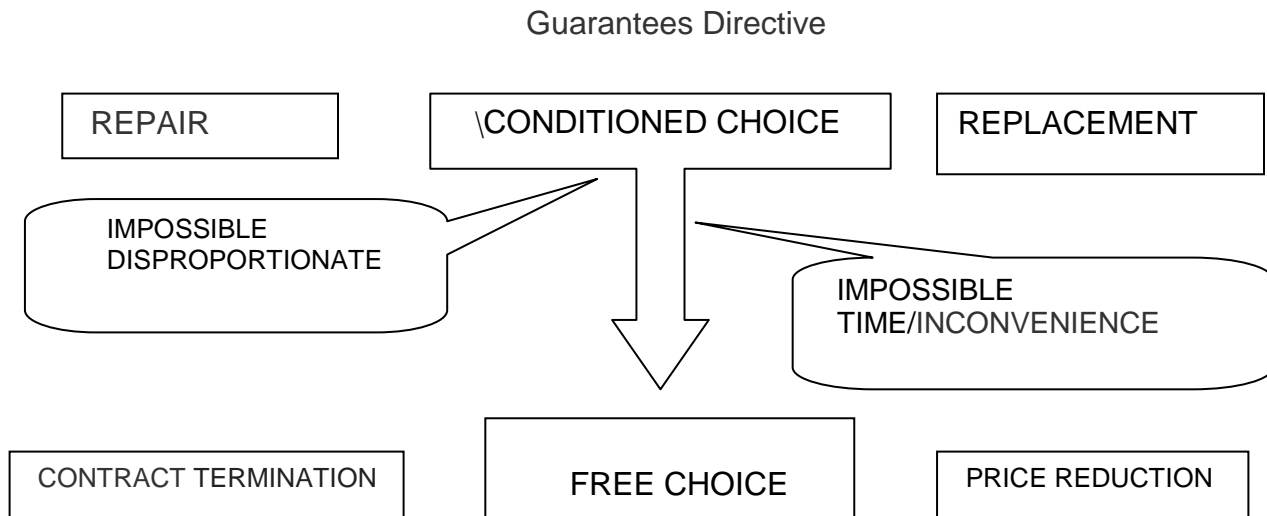 Guarantees Directive
REPAIR
\CONDITIONED CHOICE
REPLACEMENT
IMPOSSIBLE
DISPROPORTIONATE
IMPOSSIBLE
TIME/INCONVENIENCE
CONTRACT TERMINATION
FREE CHOICE
PRICE REDUCTION